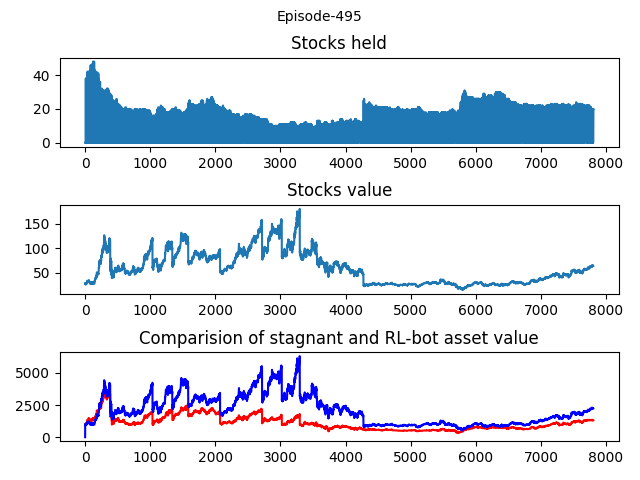 Episode-495
Stocks held
40
20
0
0 1000 2000 3000 4000 5000 6000 7000 8000
Stocks value
150
100
50
0 1000 2000 3000 4000 5000 6000 7000 8000
Comparision of stagnant and RL-bot asset value
5000
2500
0
0 1000 2000 3000 4000 5000 6000 7000 8000